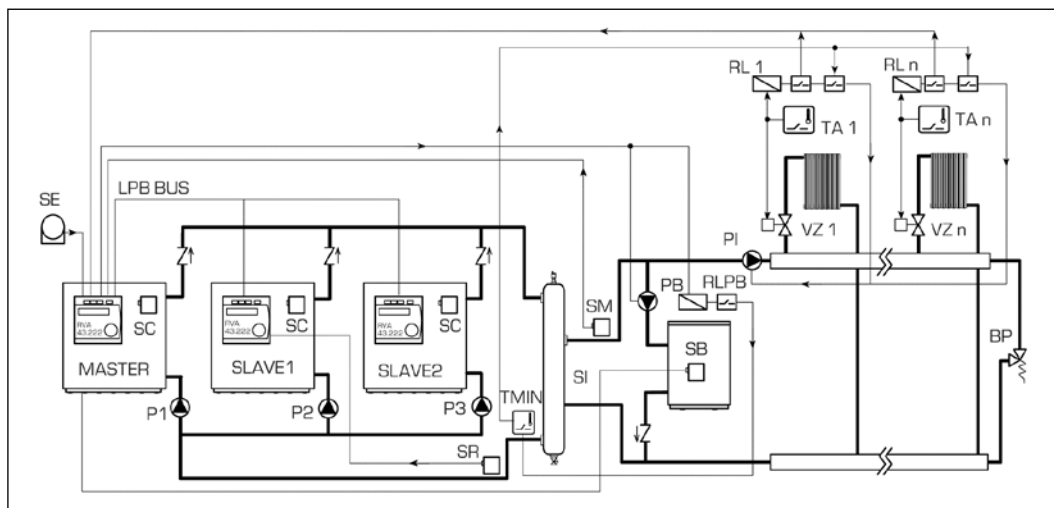 RL 1
RL n
TA 1
TA n
LPB BUS
SE
VZ 1
VZ n
PI
PB
RLPB
SM
BP
RVA
43.222
SC
RVA
43.222
SC
RVA
43.222
SC
MASTER
SLAVE1
SLAVE2
SI
SB
TMIN
P1
P2
P3
SR